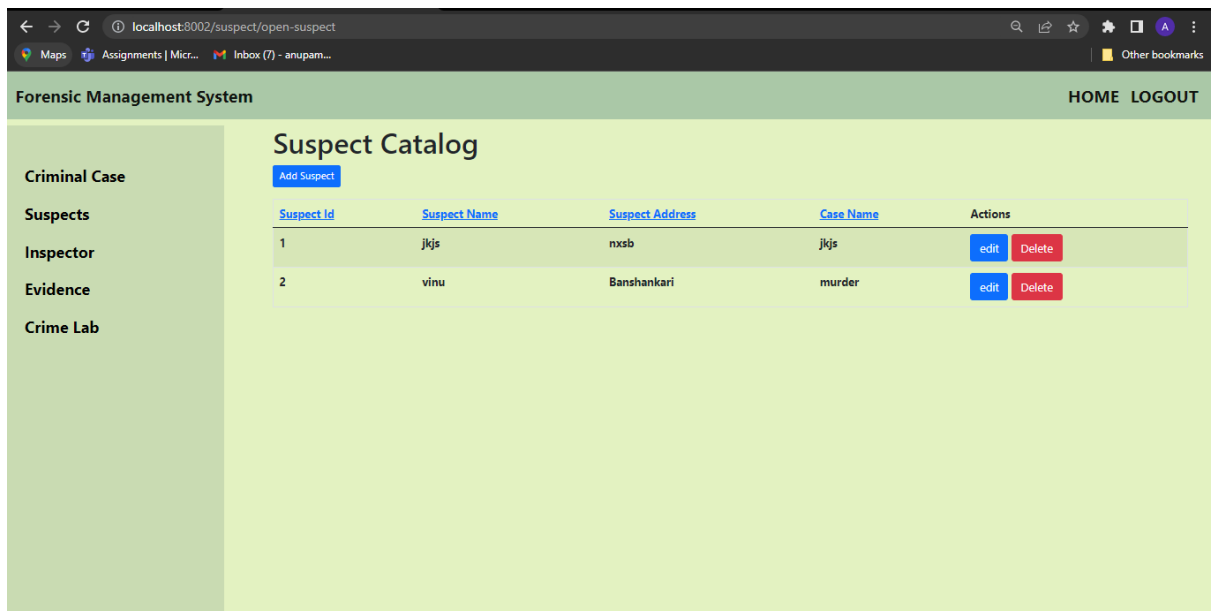 localhost:8002/suspect/open-suspect
A
Maps Assignments | Micr... Inbox (7) - anupam... Other bookmarks
Forensic Management System HOME LOGOUT
Suspect Catalog
Add Suspect
Criminal Case
Suspects
Inspector
Evidence
Crime Lab
Suspect Id Suspect Name Suspect Address Case Name Actions
1 jkjs nxsb jkjs edit Delete
2 vinu Banshankari murder edit Delete